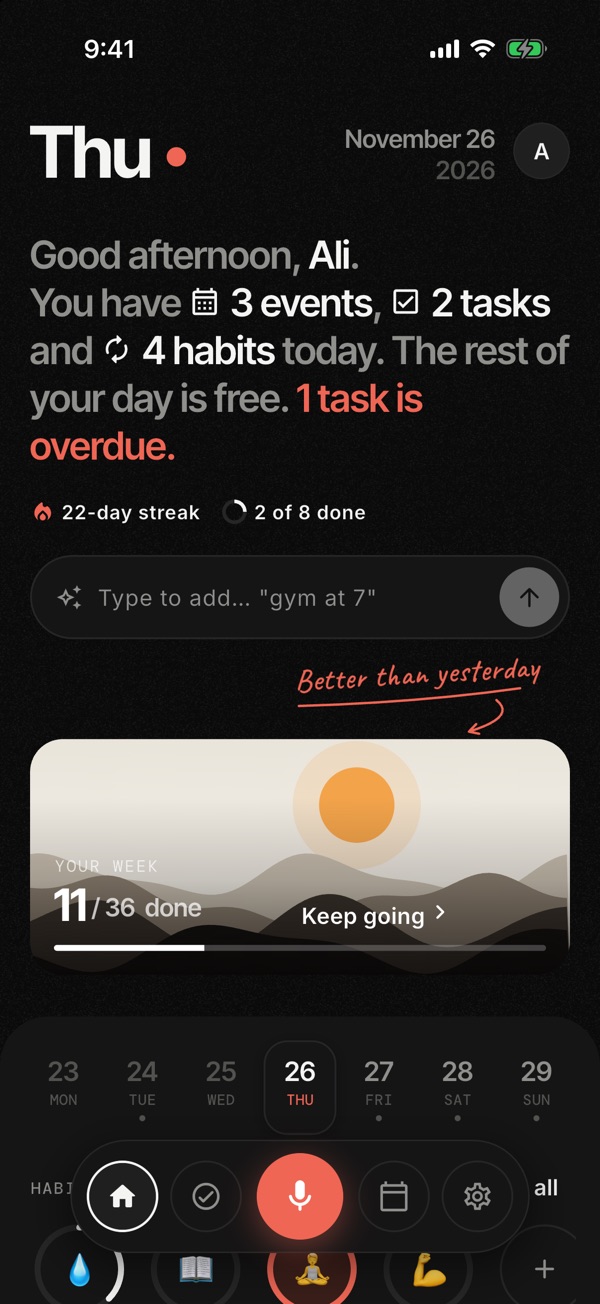 9:41
Thu
November 26
2026
A
Good afternoon, Ali.
You have 3 events, 2 tasks
and 4 habits today. The rest of
your day is free. 1 task is
overdue.
22-day streak 2 of 8 done
Type to add... "gym at 7"
Better than yesterday
YOUR WEEK
11 / 36 done
Keep going
23 24 25 26 27 28 29
MON TUE WED THU FRI SAT SUN
all